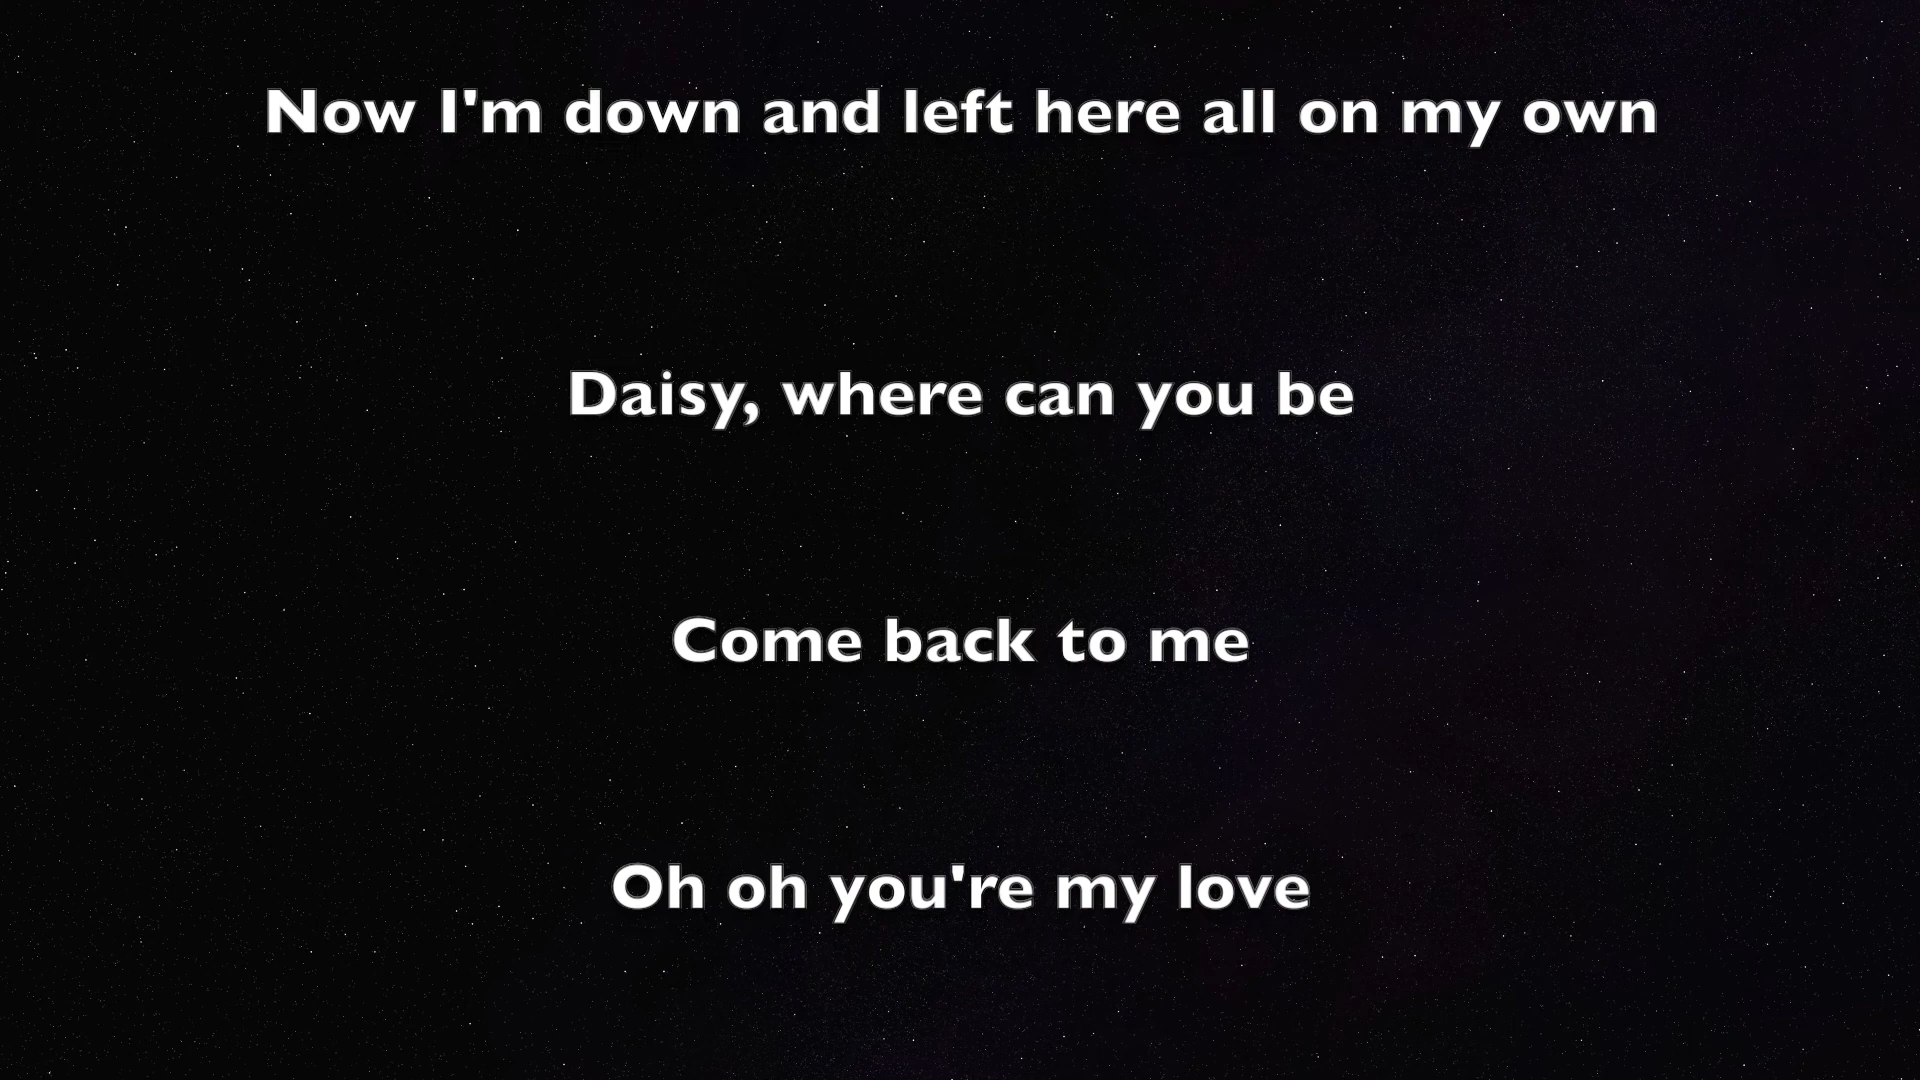 Now I'm down and left here all on my own
Daisy, where can you be
Come back to me
Oh oh you're my love